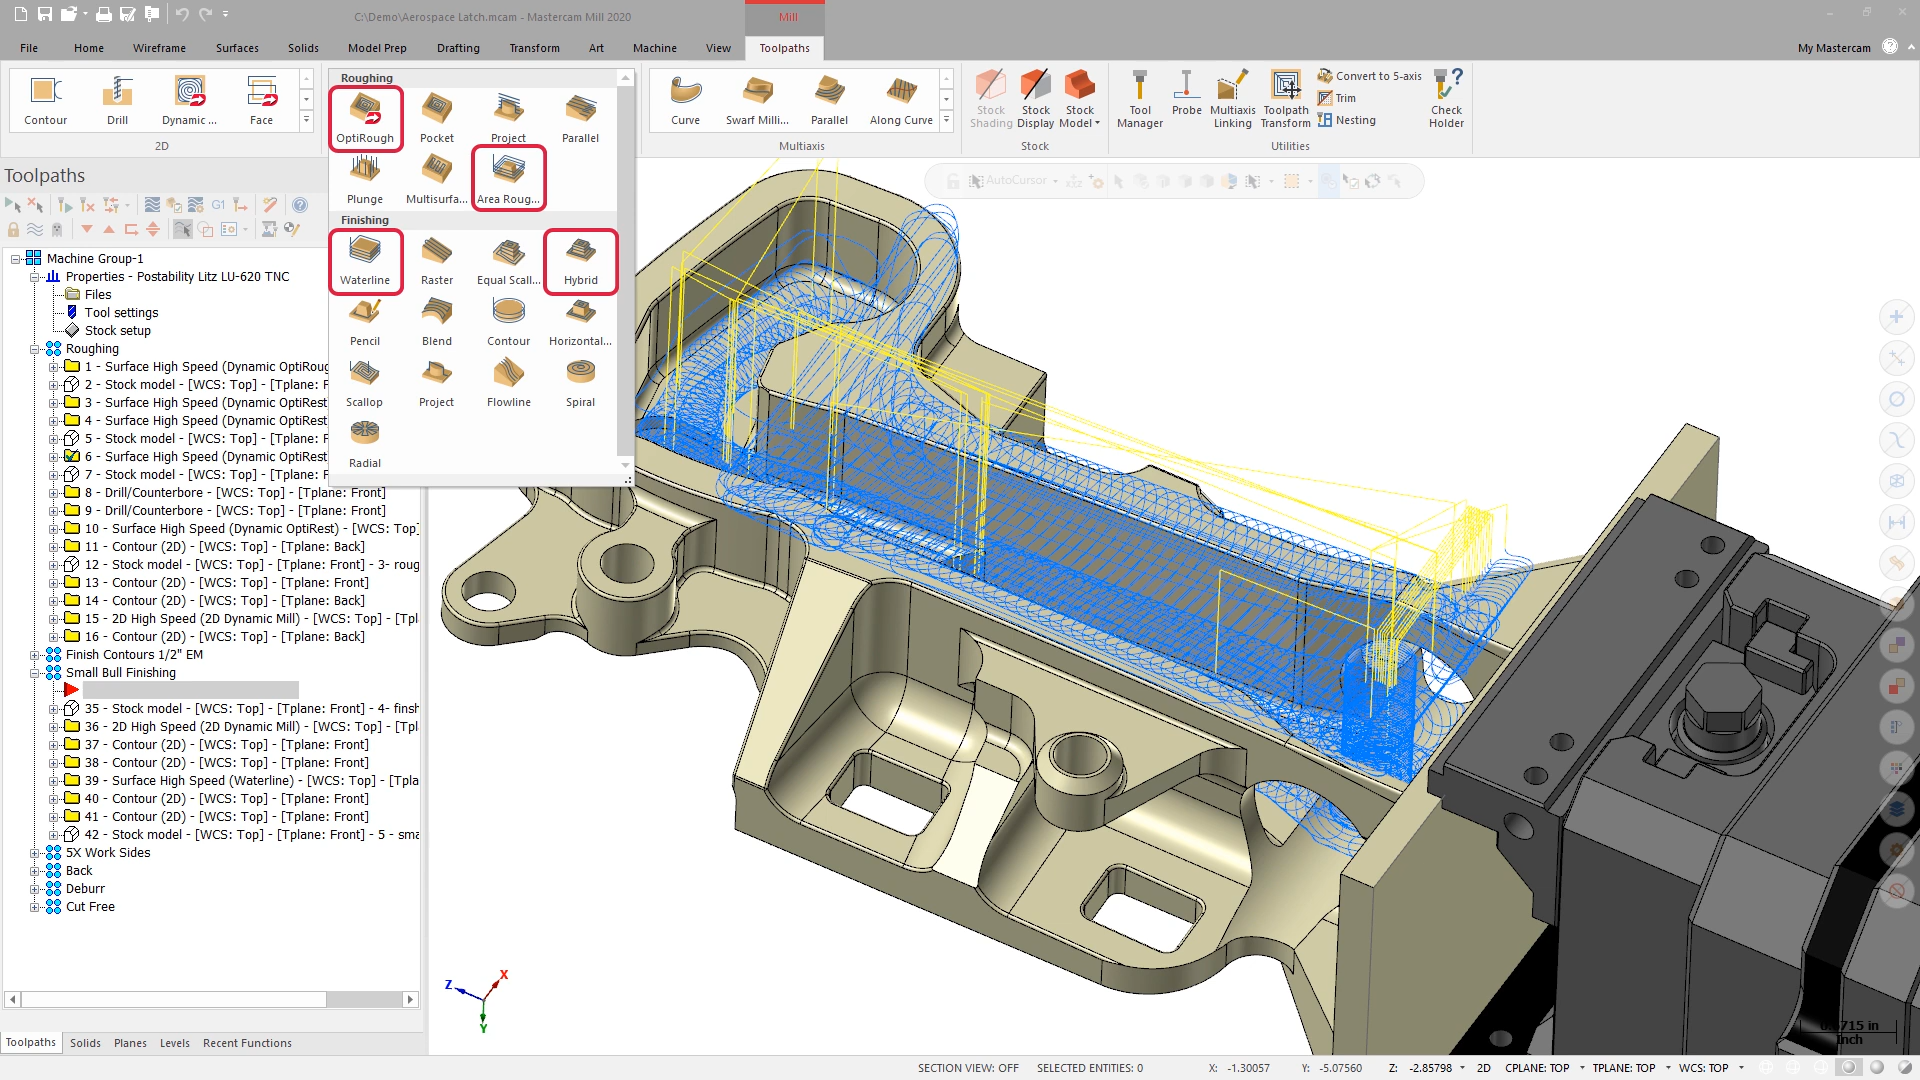 C:\Demo\Aerospace Latch.mcam - Mastercam Mill 2020
Mill
File
Home
Wireframe
Surfaces
Solids
Model Prep
Drafting
Transform
Art
Machine
View
Toolpaths
My Mastercam
Contour
Drill
Dynamic ...
Face
2D
Roughing
OptiRough
Pocket
Project
Parallel
Plunge
Multisurfa...
Area Roug...
Finishing
Waterline
Raster
Equal Scall...
Hybrid
Pencil
Blend
Contour
Horizontal...
Scallop
Project
Flowline
Spiral
Radial
Curve
Swarf Milli...
Parallel
Along Curve
Multiaxis
Stock Shading
Stock Display
Stock Model
Stock
Tool Manager
Probe
Multiaxis Linking
Toolpath Transform
Convert to 5-axis
Trim
Nesting
Check Holder
Utilities
AutoCursor
Toolpaths
G1
Machine Group-1
Properties - Postability Litz LU-620 TNC
Files
Tool settings
Stock setup
Roughing
1 - Surface High Speed (Dynamic OptiRoug
2 - Stock model - [WCS: Top] - [Tplane: F
3 - Surface High Speed (Dynamic OptiRest
4 - Surface High Speed (Dynamic OptiRest
5 - Stock model - [WCS: Top] - [Tplane: F
6 - Surface High Speed (Dynamic OptiRest
7 - Stock model - [WCS: Top] - [Tplane: F
8 - Drill/Counterbore - [WCS: Top] - [Tplane: Front]
9 - Drill/Counterbore - [WCS: Top] - [Tplane: Front]
10 - Surface High Speed (Dynamic OptiRest) - [WCS: Top]
11 - Contour (2D) - [WCS: Top] - [Tplane: Back]
12 - Stock model - [WCS: Top] - [Tplane: Front] - 3- roug
13 - Contour (2D) - [WCS: Top] - [Tplane: Front]
14 - Contour (2D) - [WCS: Top] - [Tplane: Back]
15 - 2D High Speed (2D Dynamic Mill) - [WCS: Top] - [Tpl
16 - Contour (2D) - [WCS: Top] - [Tplane: Back]
Finish Contours 1/2" EM
Small Bull Finishing
35 - Stock model - [WCS: Top] - [Tplane: Front] - 4- finsh
36 - 2D High Speed (2D Dynamic Mill) - [WCS: Top] - [Tpl
37 - Contour (2D) - [WCS: Top] - [Tplane: Front]
38 - Contour (2D) - [WCS: Top] - [Tplane: Front]
39 - Surface High Speed (Waterline) - [WCS: Top] - [Tpla
40 - Contour (2D) - [WCS: Top] - [Tplane: Front]
41 - Contour (2D) - [WCS: Top] - [Tplane: Front]
42 - Stock model - [WCS: Top] - [Tplane: Front] - 5 - sma
5X Work Sides
Back
Deburr
Cut Free
Z
X
Y
Inch
Toolpaths
Solids
Planes
Levels
Recent Functions
SECTION VIEW: OFF
SELECTED ENTITIES: 0
X: -1.30057
Y: -5.07560
Z: -2.85798
2D
CPLANE: TOP
TPLANE: TOP
WCS: TOP